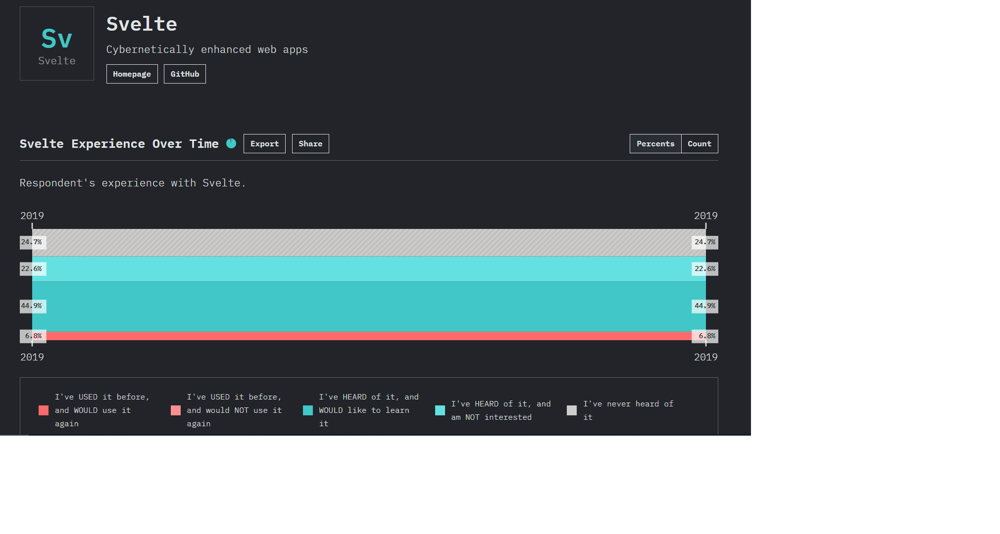 Sv
Svelte
Svelte
Cybernetically enhanced web apps
Homepage GitHub
Svelte Experience Over Time Export Share Percents Count
Respondent's experience with Svelte.
2019 2019
24.7% 24.7%
22.6% 22.6%
44.9% 44.9%
6.8% 6.8%
2019 2019
I've USED it before,
and WOULD use it
again
I've USED it before,
and would NOT use it
again
I've HEARD of it, and
WOULD like to learn
it
I've HEARD of it, and
am NOT interested
I've never heard of
it